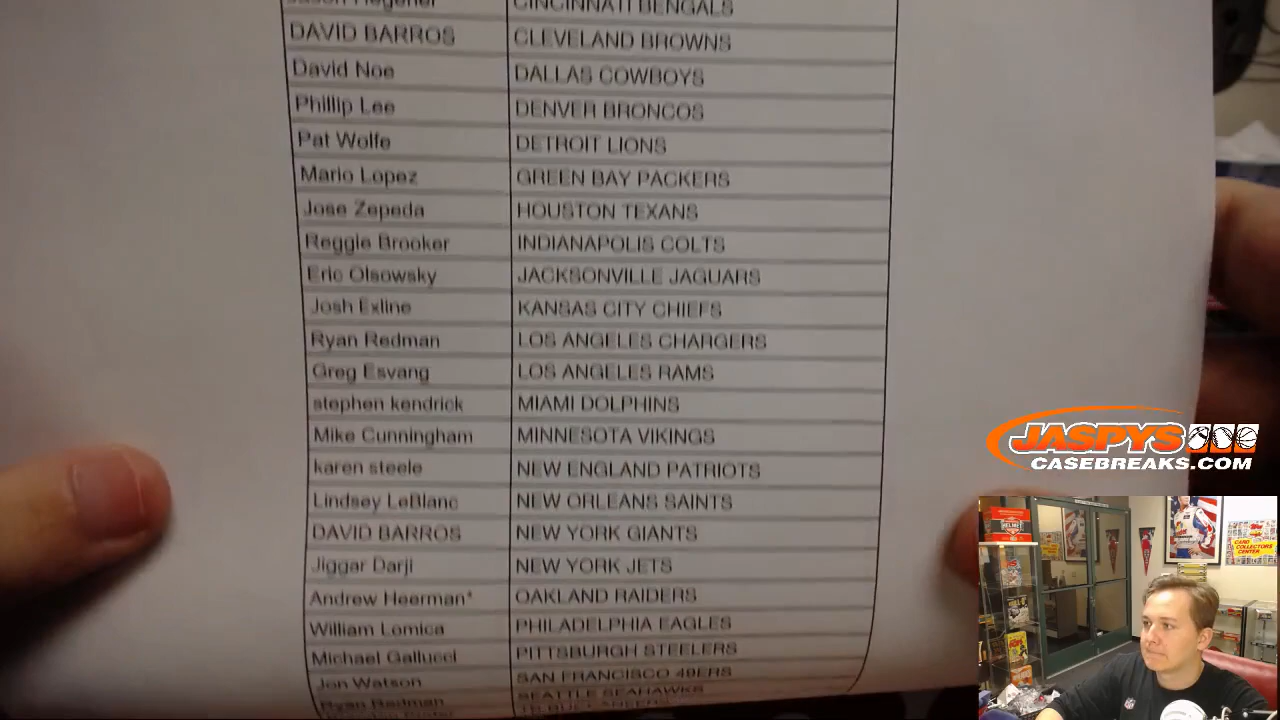 CINCINNATI BENGALS
DAVID BARROS CLEVELAND BROWNS
David Noe DALLAS COWBOYS
Phillip Lee DENVER BRONCOS
Pat Wolfe DETROIT LIONS
Mario Lopez GREEN BAY PACKERS
Jose Zepeda HOUSTON TEXANS
Reggie Brooker INDIANAPOLIS COLTS
Eric Olsowsky JACKSONVILLE JAGUARS
Josh Exline KANSAS CITY CHIEFS
Ryan Redman LOS ANGELES CHARGERS
Greg Esvang LOS ANGELES RAMS
stephen kendrick MIAMI DOLPHINS
Mike Cunningham MINNESOTA VIKINGS
karen steele NEW ENGLAND PATRIOTS
Lindsey LeBlanc NEW ORLEANS SAINTS
DAVID BARROS NEW YORK GIANTS
Jiggar Darji NEW YORK JETS
Andrew Heerman* OAKLAND RAIDERS
William Lomica PHILADELPHIA EAGLES
Michael Gallucci PITTSBURGH STEELERS
Jon Watson SAN FRANCISCO 49ERS
Ryan Redman SEATTLE SEAHAWKS
JASPYS
CASEBREAKS.COM
CARD
COLLECTORS
CENTER